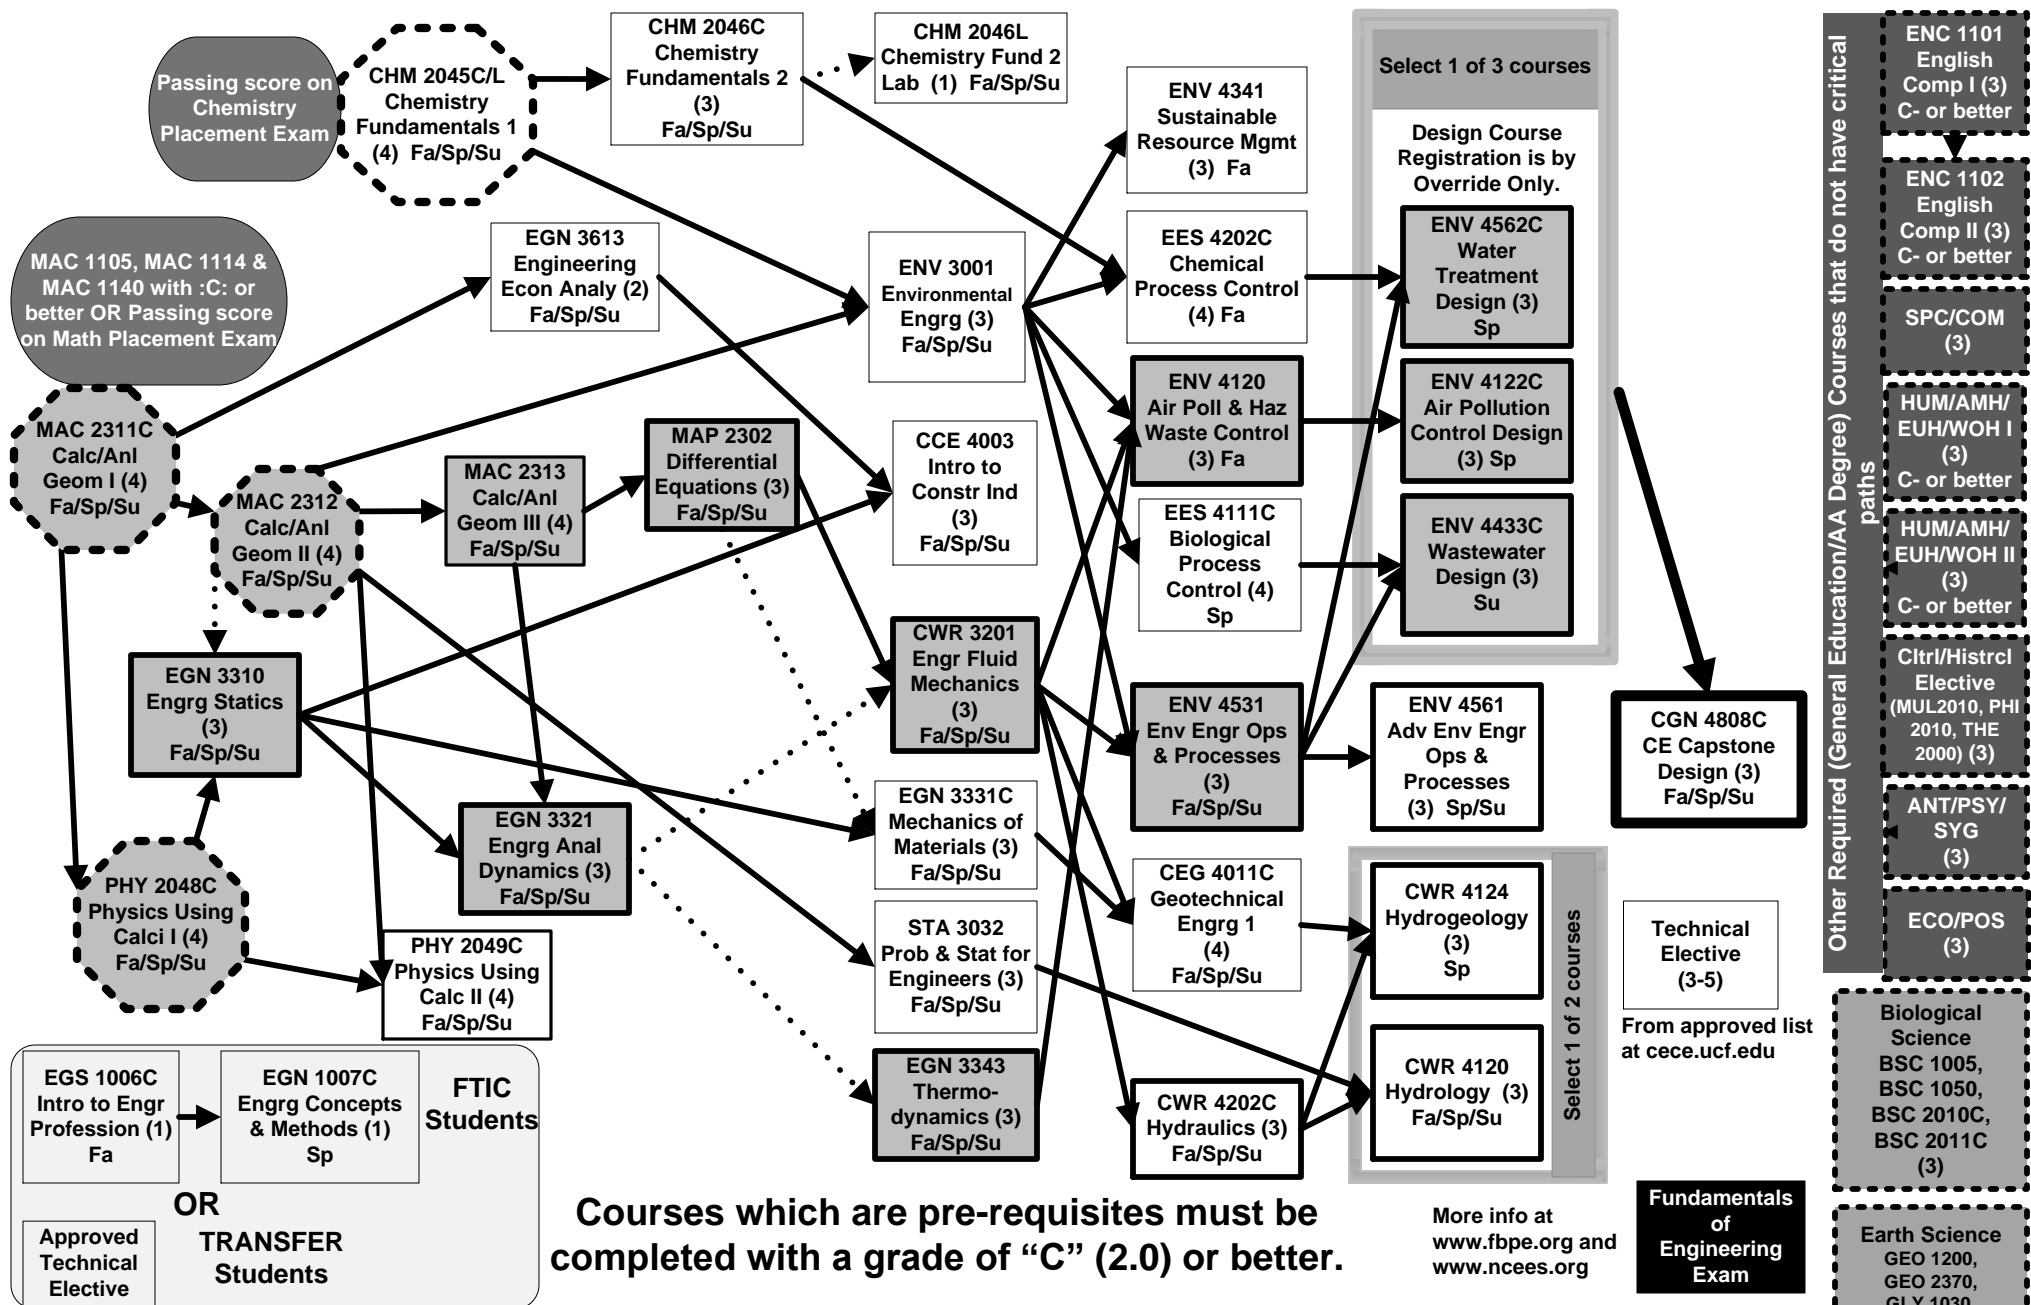 Passing score on
Chemistry
Placement Exam
CHM 2045C/L
Chemistry
Fundamentals 1
(4) Fa/Sp/Su
CHM 2046C
Chemistry
Fundamentals 2
(3)
Fa/Sp/Su
CHM 2046L
Chemistry Fund 2
Lab (1) Fa/Sp/Su
MAC 1105, MAC 1114 &
MAC 1140 with :C: or
better OR Passing score
on Math Placement Exam
EGN 3613
Engineering
Econ Analy (2)
Fa/Sp/Su
ENV 3001
Environmental
Engrg (3)
Fa/Sp/Su
ENV 4341
Sustainable
Resource Mgmt
(3) Fa
EES 4202C
Chemical
Process Control
(4) Fa
Select 1 of 3 courses
Design Course
Registration is by
Override Only.
ENV 4562C
Water
Treatment
Design (3)
Sp
MAC 2311C
Calc/Anl
Geom I (4)
Fa/Sp/Su
MAC 2312
Calc/Anl
Geom II (4)
Fa/Sp/Su
MAC 2313
Calc/Anl
Geom III (4)
Fa/Sp/Su
MAP 2302
Differential
Equations (3)
Fa/Sp/Su
CCE 4003
Intro to
Constr Ind
(3)
Fa/Sp/Su
ENV 4120
Air Poll & Haz
Waste Control
(3) Fa
ENV 4122C
Air Pollution
Control Design
(3) Sp
EES 4111C
Biological
Process
Control (4)
Sp
ENV 4433C
Wastewater
Design (3)
Su
EGN 3310
Engrg Statics
(3)
Fa/Sp/Su
CWR 3201
Engr Fluid
Mechanics
(3)
Fa/Sp/Su
ENV 4531
Env Engr Ops
& Processes
(3)
Fa/Sp/Su
ENV 4561
Adv Env Engr
Ops &
Processes
(3) Sp/Su
CGN 4808C
CE Capstone
Design (3)
Fa/Sp/Su
EGN 3321
Engrg Anal
Dynamics (3)
Fa/Sp/Su
EGN 3331C
Mechanics of
Materials (3)
Fa/Sp/Su
PHY 2048C
Physics Using
Calci I (4)
Fa/Sp/Su
PHY 2049C
Physics Using
Calc II (4)
Fa/Sp/Su
STA 3032
Prob & Stat for
Engineers (3)
Fa/Sp/Su
CEG 4011C
Geotechnical
Engrg 1
(4)
Fa/Sp/Su
CWR 4124
Hydrogeology
(3)
Sp
CWR 4120
Hydrology (3)
Fa/Sp/Su
Select 1 of 2 courses
Technical
Elective
(3-5)
From approved list
at cece.ucf.edu
EGN 3343
Thermo-
dynamics (3)
Fa/Sp/Su
CWR 4202C
Hydraulics (3)
Fa/Sp/Su
EGS 1006C
Intro to Engr
Profession (1)
Fa
EGN 1007C
Engrg Concepts
& Methods (1)
Sp
FTIC
Students
OR
Approved
Technical
Elective
TRANSFER
Students
Courses which are pre-requisites must be
completed with a grade of “C” (2.0) or better.
More info at
www.fbpe.org and
www.ncees.org
Fundamentals
of
Engineering
Exam
Other Required (General Education/AA Degree) Courses that do not have critical
paths
ENC 1101
English
Comp I (3)
C- or better
ENC 1102
English
Comp II (3)
C- or better
SPC/COM
(3)
HUM/AMH/
EUH/WOH I
(3)
C- or better
HUM/AMH/
EUH/WOH II
(3)
C- or better
Cltrl/Histrcl
Elective
(MUL2010, PHI
2010, THE
2000) (3)
ANT/PSY/
SYG
(3)
ECO/POS
(3)
Biological
Science
BSC 1005,
BSC 1050,
BSC 2010C,
BSC 2011C
(3)
Earth Science
GEO 1200,
GEO 2370,
GLY 1030